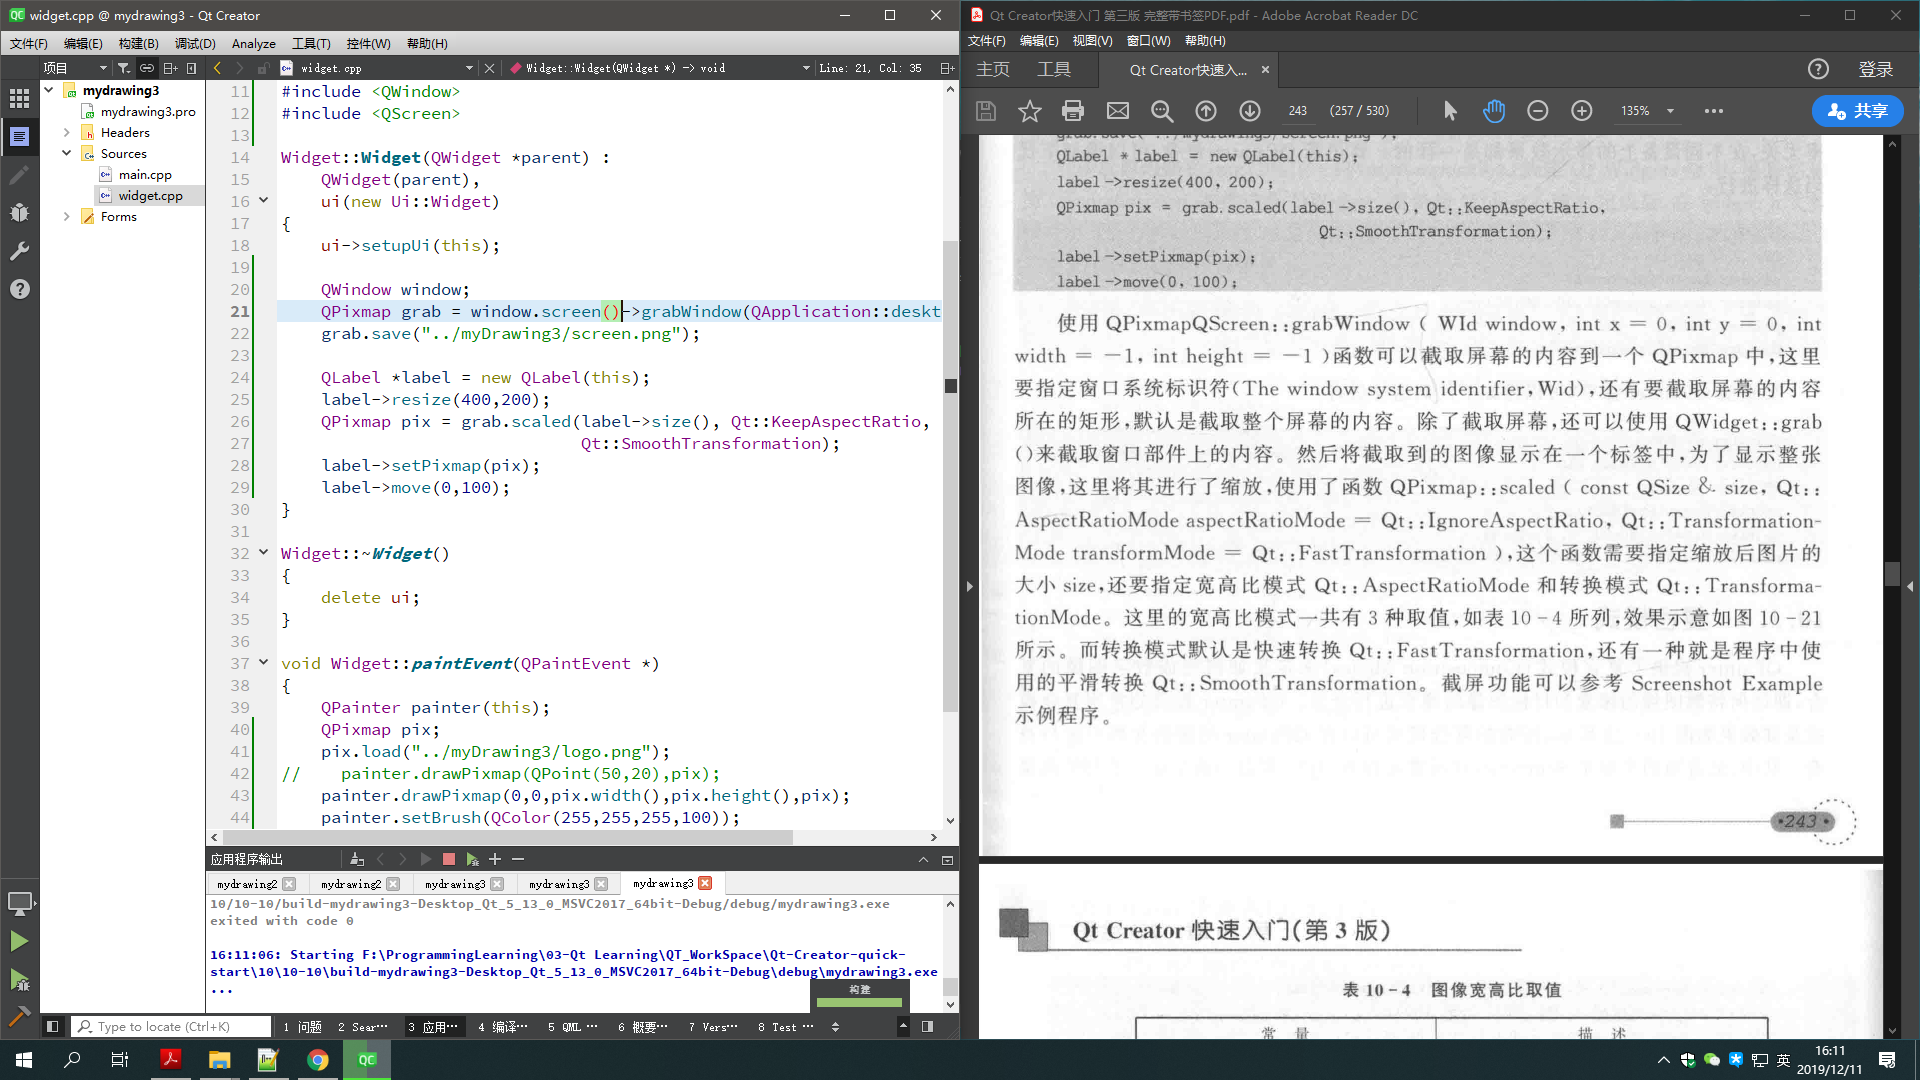 widget.cpp @ mydrawing3 - Qt Creator
文件(F) 编辑(E) 构建(B) 调试(D) Analyze 工具(T) 控件(W) 帮助(H)
项目
widget.cpp
Widget::Widget(QWidget *) -> void
Line: 21, Col: 35
mydrawing3
mydrawing3.pro
Headers
Sources
main.cpp
widget.cpp
Forms
11 #include <QWindow>
12 #include <QScreen>
13
14 Widget::Widget(QWidget *parent) :
15 QWidget(parent),
16 ui(new Ui::Widget)
17 {
18 ui->setupUi(this);
19
20 QWindow window;
21 QPixmap grab = window.screen()->grabWindow(QApplication::deskt
22 grab.save("../myDrawing3/screen.png");
23
24 QLabel *label = new QLabel(this);
25 label->resize(400,200);
26 QPixmap pix = grab.scaled(label->size(), Qt::KeepAspectRatio,
27 Qt::SmoothTransformation);
28 label->setPixmap(pix);
29 label->move(0,100);
30 }
31
32 Widget::~Widget()
33 {
34 delete ui;
35 }
36
37 void Widget::paintEvent(QPaintEvent *)
38 {
39 QPainter painter(this);
40 QPixmap pix;
41 pix.load("../myDrawing3/logo.png");
42 // painter.drawPixmap(QPoint(50,20),pix);
43 painter.drawPixmap(0,0,pix.width(),pix.height(),pix);
44 painter.setBrush(QColor(255,255,255,100));
应用程序输出
mydrawing2 mydrawing2 mydrawing3 mydrawing3 mydrawing3
10/10-10/build-mydrawing3-Desktop_Qt_5_13_0_MSVC2017_64bit-Debug/debug/mydrawing3.exe
exited with code 0
16:11:06: Starting F:\ProgrammingLearning\03-Qt Learning\QT_WorkSpace\Qt-Creator-quick-
start\10\10-10\build-mydrawing3-Desktop_Qt_5_13_0_MSVC2017_64bit-Debug\debug\mydrawing3.exe
...
构建
Type to locate (Ctrl+K)
1 问题 2 Sear… 3 应用… 4 编译… 5 QML … 6 概要… 7 Vers… 8 Test …
Qt Creator快速入门 第三版 完整带书签PDF.pdf - Adobe Acrobat Reader DC
文件(F) 编辑(E) 视图(V) 窗口(W) 帮助(H)
主页 工具 Qt Creator快速入... 登录
243 (257 / 530) 135% 共享
grab.save("../mydrawing3/screen.png");
QLabel * label = new QLabel(this);
label->resize(400, 200);
QPixmap pix = grab.scaled(label->size(), Qt::KeepAspectRatio,
Qt::SmoothTransformation);
label->setPixmap(pix);
label->move(0, 100);
使用 QPixmapQScreen::grabWindow ( WId window, int x = 0, int y = 0, int
width = -1, int height = -1 )函数可以截取屏幕的内容到一个 QPixmap 中,这里
要指定窗口系统标识符(The window system identifier,Wid),还有要截取屏幕的内容
所在的矩形,默认是截取整个屏幕的内容。除了截取屏幕,还可以使用 QWidget::grab
()来截取窗口部件上的内容。然后将截取到的图像显示在一个标签中,为了显示整张
图像,这里将其进行了缩放,使用了函数 QPixmap::scaled ( const QSize & size, Qt::
AspectRatioMode aspectRatioMode = Qt::IgnoreAspectRatio, Qt::Transformation-
Mode transformMode = Qt::FastTransformation ),这个函数需要指定缩放后图片的
大小 size,还要指定宽高比模式 Qt::AspectRatioMode 和转换模式 Qt::Transforma-
tionMode。这里的宽高比模式一共有 3 种取值,如表 10-4 所列,效果示意如图 10-21
所示。而转换模式默认是快速转换 Qt::FastTransformation,还有一种就是程序中使
用的平滑转换 Qt::SmoothTransformation。截屏功能可以参考 Screenshot Example
示例程序。
•243•
Qt Creator 快速入门(第 3 版)
表 10-4 图像宽高比取值
常 量 描 述
英
16:11
2019/12/11